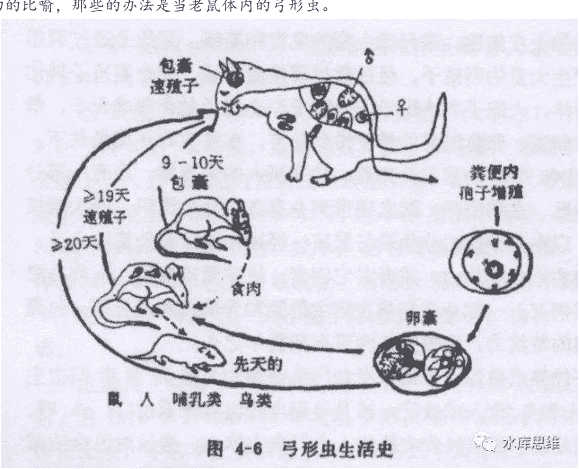 的比喻，那些的办法是当老鼠体内的弓形虫。
包囊
速殖子
♂
♀
9－10天
包囊
≥19天
速殖子
≥20天
粪便内
孢子增殖
食肉
卵囊
先天的
鼠 人 哺乳类 鸟类
图 4-6 弓形虫生活史
水库思维